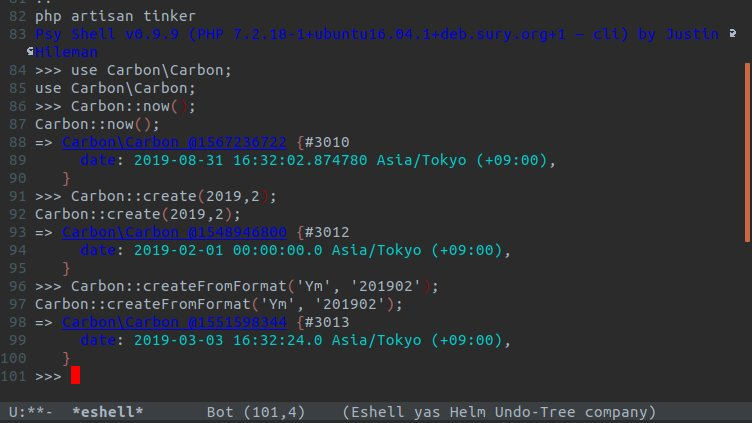 81 ..
82 php artisan tinker
83 Psy Shell v0.9.9 (PHP 7.2.18-1+ubuntu16.04.1+deb.sury.org+1 — cli) by Justin
Hileman
84 >>> use Carbon\Carbon;
85 use Carbon\Carbon;
86 >>> Carbon::now();
87 Carbon::now();
88 => Carbon\Carbon @1567236722 {#3010
89      date: 2019-08-31 16:32:02.874780 Asia/Tokyo (+09:00),
90    }
91 >>> Carbon::create(2019,2);
92 Carbon::create(2019,2);
93 => Carbon\Carbon @1548946800 {#3012
94      date: 2019-02-01 00:00:00.0 Asia/Tokyo (+09:00),
95    }
96 >>> Carbon::createFromFormat('Ym', '201902');
97 Carbon::createFromFormat('Ym', '201902');
98 => Carbon\Carbon @1551598344 {#3013
99      date: 2019-03-03 16:32:24.0 Asia/Tokyo (+09:00),
100    }
101 >>>
U:**-  *eshell*       Bot (101,4)    (Eshell yas Helm Undo-Tree company)